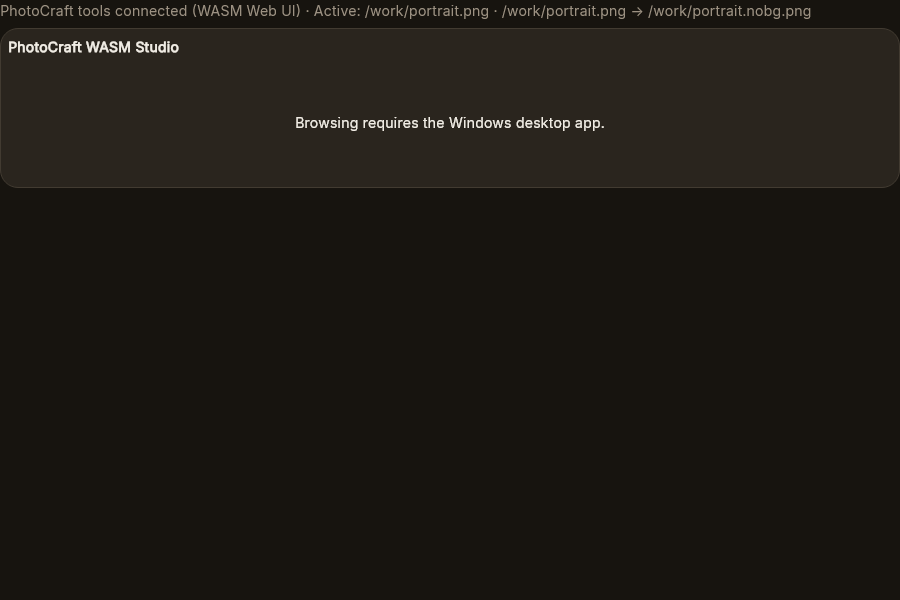 PhotoCraft tools connected (WASM Web UI) · Active: /work/portrait.png · /work/portrait.png → /work/portrait.nobg.png
PhotoCraft WASM Studio
Browsing requires the Windows desktop app.